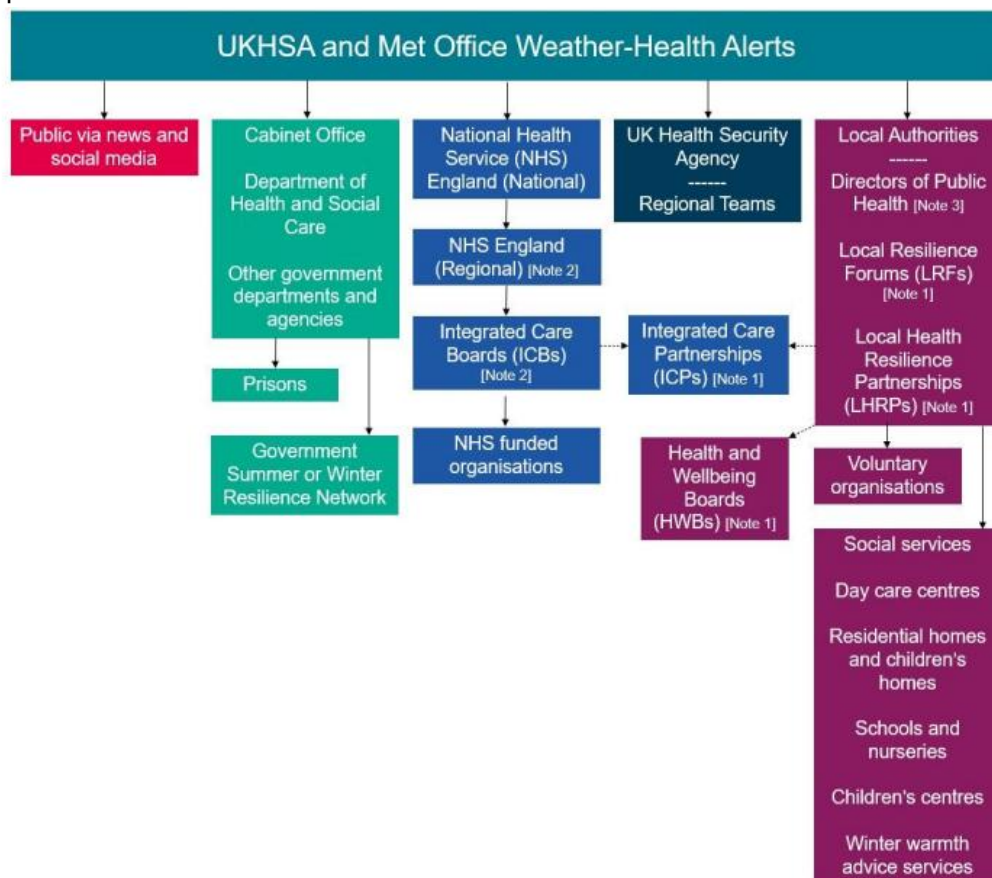 UKHSA and Met Office Weather-Health Alerts
Public via news and
social media
Cabinet Office
Department of
Health and Social
Care
Other government
departments and
agencies
Prisons
Government
Summer or Winter
Resilience Network
National Health
Service (NHS)
England (National)
NHS England
(Regional) [Note 2]
Integrated Care
Boards (ICBs)
[Note 2]
NHS funded
organisations
UK Health Security
Agency
------
Regional Teams
Integrated Care
Partnerships
(ICPs) [Note 1]
Health and
Wellbeing
Boards
(HWBs) [Note 1]
Local Authorities
------
Directors of Public
Health [Note 3]
Local Resilience
Forums (LRFs)
[Note 1]
Local Health
Resilience
Partnerships
(LHRPs) [Note 1]
Voluntary
organisations
Social services
Day care centres
Residential homes
and children's
homes
Schools and
nurseries
Children's centres
Winter warmth
advice services